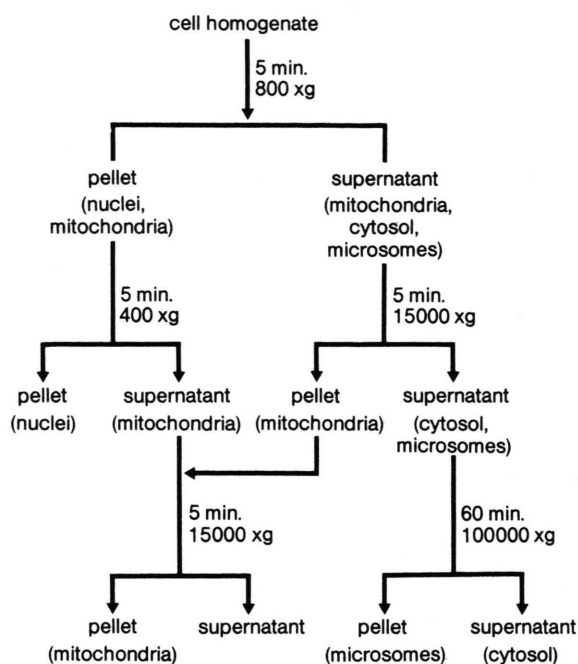 cell homogenate
5 min.
800 xg
pellet
(nuclei,
mitochondria)
supernatant
(mitochondria,
cytosol,
microsomes)
5 min.
400 xg
5 min.
15000 xg
pellet
(nuclei)
supernatant
(mitochondria)
pellet
(mitochondria)
supernatant
(cytosol,
microsomes)
5 min.
15000 xg
60 min.
100000 xg
pellet
(mitochondria)
supernatant
pellet
(microsomes)
supernatant
(cytosol)